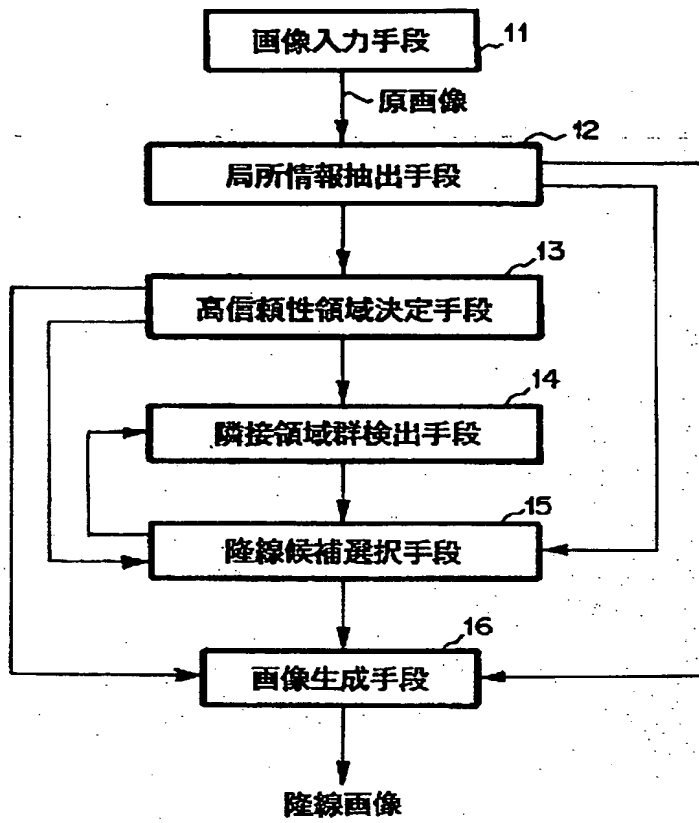 画像入力手段
11
原画像
12
局所情報抽出手段
13
高信頼性領域決定手段
14
隣接領域群検出手段
15
隆線候補選択手段
16
画像生成手段
隆線画像